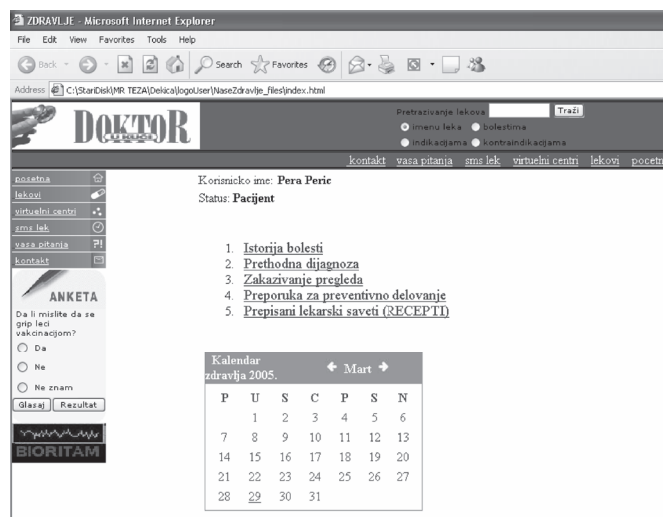 ZDRAVLJE - Microsoft Internet Explorer
File Edit View Favorites Tools Help
Back Search Favorites
Address C:\StariDisk\MR TEZA\Dekica\logoUser\NaseZdravlje_files\index.html
DOKTOR
U KUCI
Pretrazivanje lekova Traži
imenu leka bolestima
indikacijama kontraindikacijama
kontakt vasa pitanja sms lek virtuelni centri lekovi pocetn
posetna
lekovi
virtuelni centri
sms lek
vasa pitanja ?!
kontakt
Korisnicko ime: Pera Peric
Status: Pacijent
1. Istorija bolesti
2. Prethodna dijagnoza
3. Zakazivanje pregleda
4. Preporuka za preventivno delovanje
5. Prepisani lekarski saveti (RECEPTI)
ANKETA
Da li mislite da se
grip leci
vakcinacijom?
Da
Ne
Ne znam
Glasaj Rezultat
BIORITAM
Kalendar
zdravlja 2005.
Mart
P U S C P S N
1 2 3 4 5 6
7 8 9 10 11 12 13
14 15 16 17 18 19 20
21 22 23 24 25 26 27
28 29 30 31